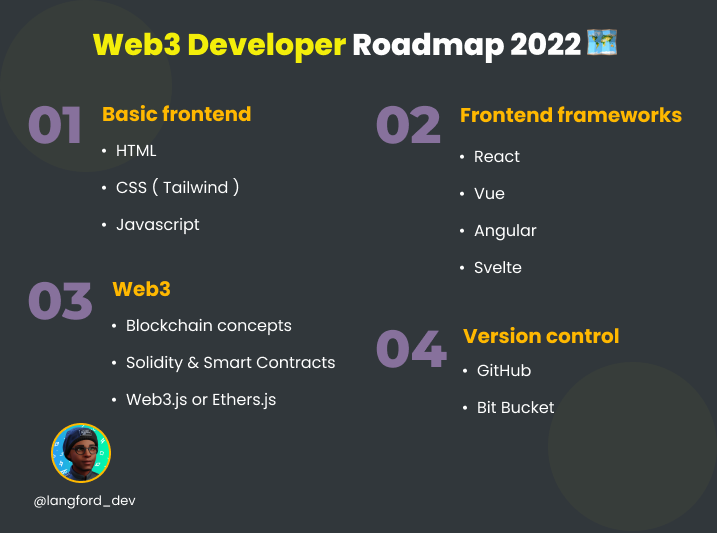 Web3 Developer Roadmap 2022
01
Basic frontend
• HTML
• CSS ( Tailwind )
• Javascript
02
Frontend frameworks
• React
• Vue
• Angular
• Svelte
03
Web3
• Blockchain concepts
• Solidity & Smart Contracts
• Web3.js or Ethers.js
04
Version control
• GitHub
• Bit Bucket
@langford_dev